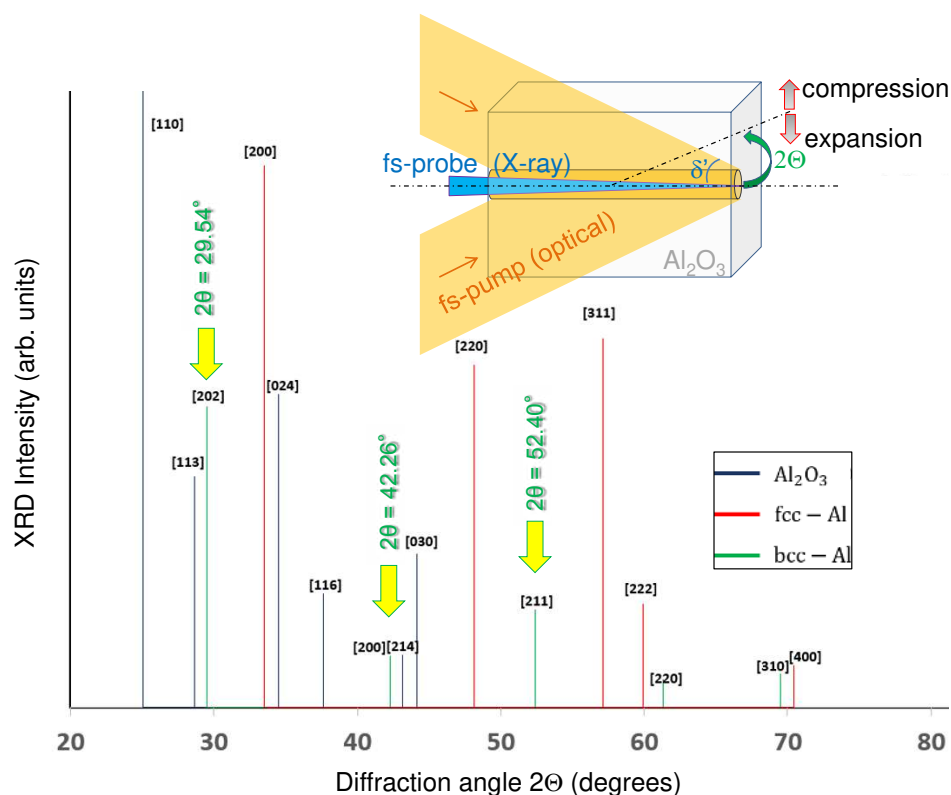 compression
expansion
2Θ
δ'
fs-probe (X-ray)
fs-pump (optical)
Al₂O₃
XRD Intensity (arb. units)
[110]
[200]
2θ = 29.54°
[202]
[024]
[113]
[116]
2θ = 42.26°
[030]
[200]
[214]
[220]
2θ = 52.40°
[211]
[311]
[222]
[220]
[310]
[400]
Al₂O₃
fcc − Al
bcc − Al
20 30 40 50 60 70 80
Diffraction angle 2Θ (degrees)